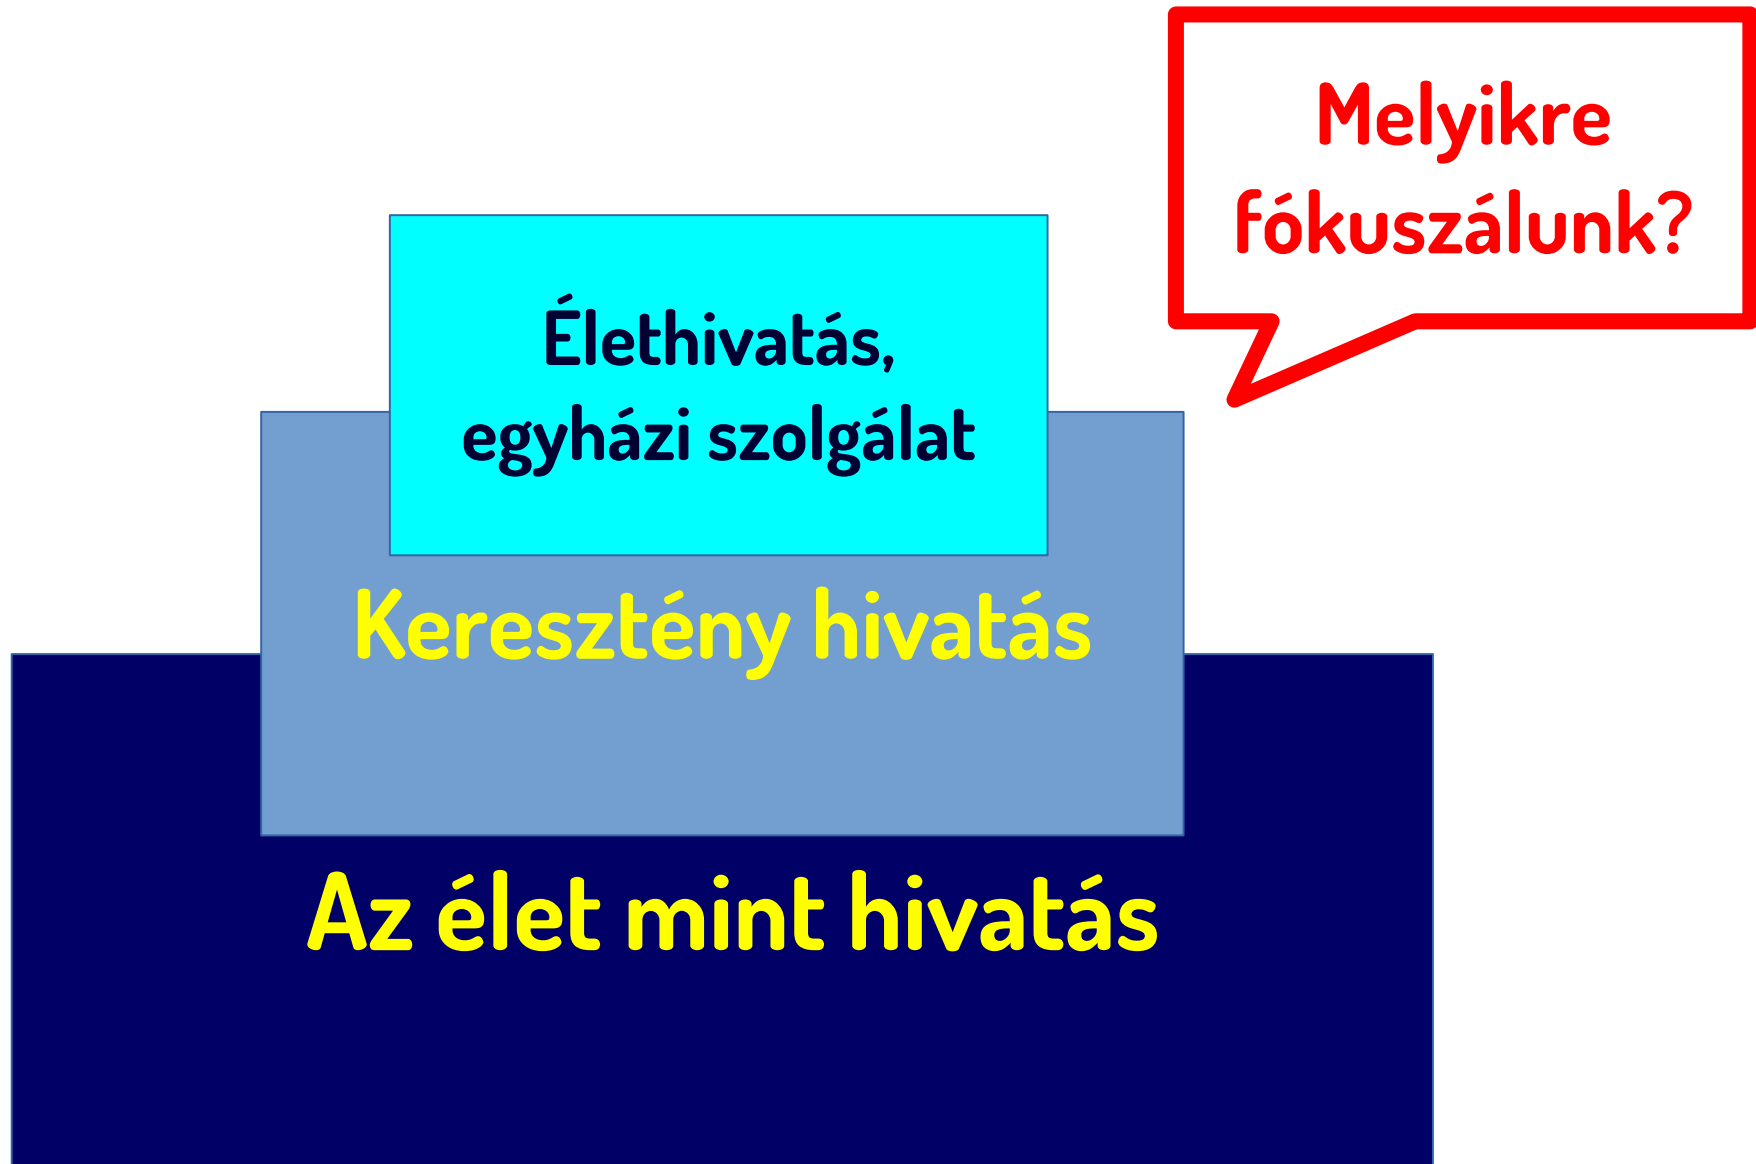 Melyikre
fókuszálunk?
Élethivatás,
egyházi szolgálat
Keresztény hivatás
Az élet mint hivatás